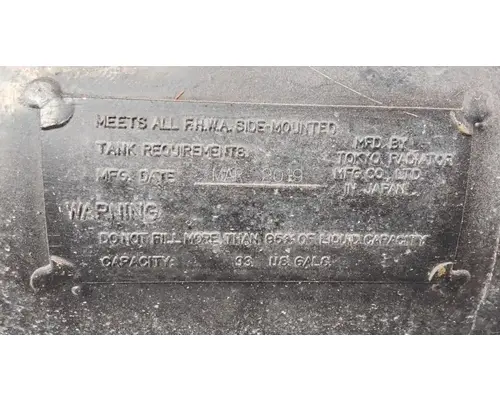 MEETS ALL F.H.W.A. SIDE-MOUNTED
TANK REQUIREMENTS
MFG. DATE 2019
MFD. BY
TOKYO RADIATOR
MFG CO., LTD.
IN JAPAN
WARNING
DO NOT FILL MORE THAN 95% OF LIQUID CAPACITY
CAPACITY: 33 US GALS.